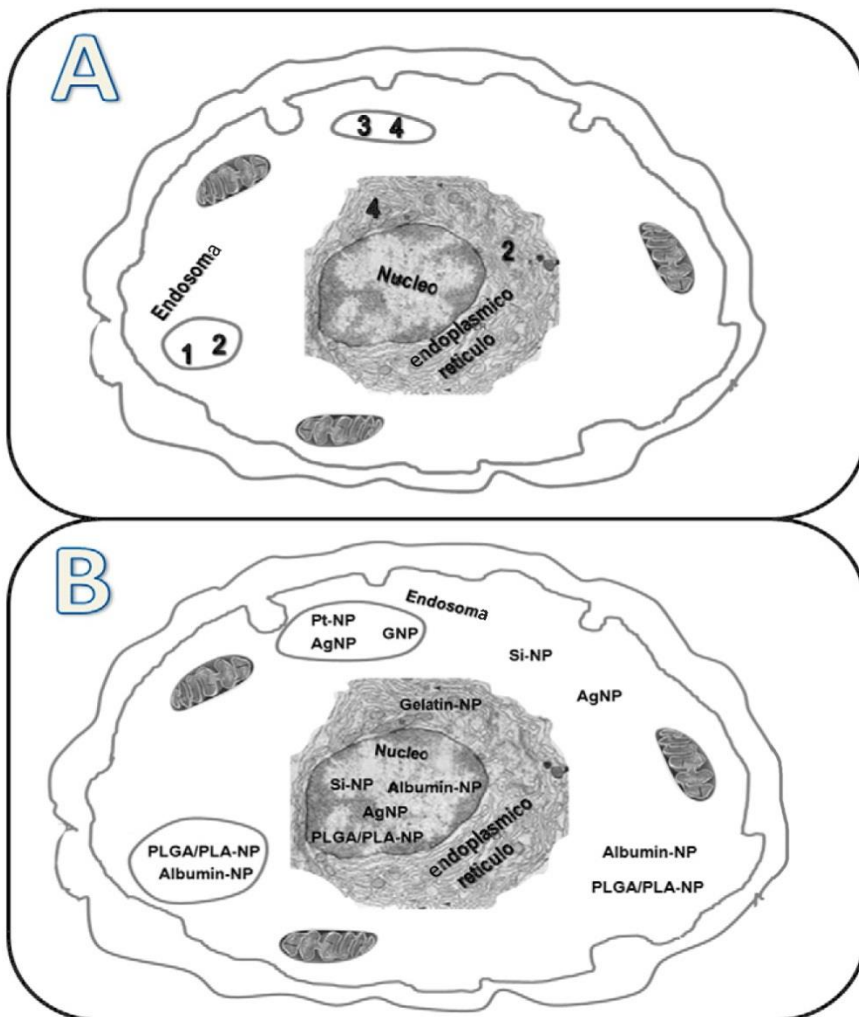 A
3 4
4
2
Nucleo
Endosoma
endoplasmico
reticulo
1 2
B
Endosoma
Pt-NP
GNP
AgNP
Si-NP
AgNP
Gelatin-NP
Nucleo
Si-NP Albumin-NP
AgNP
PLGA/PLA-NP
endoplasmico
reticulo
PLGA/PLA-NP
Albumin-NP
Albumin-NP
PLGA/PLA-NP